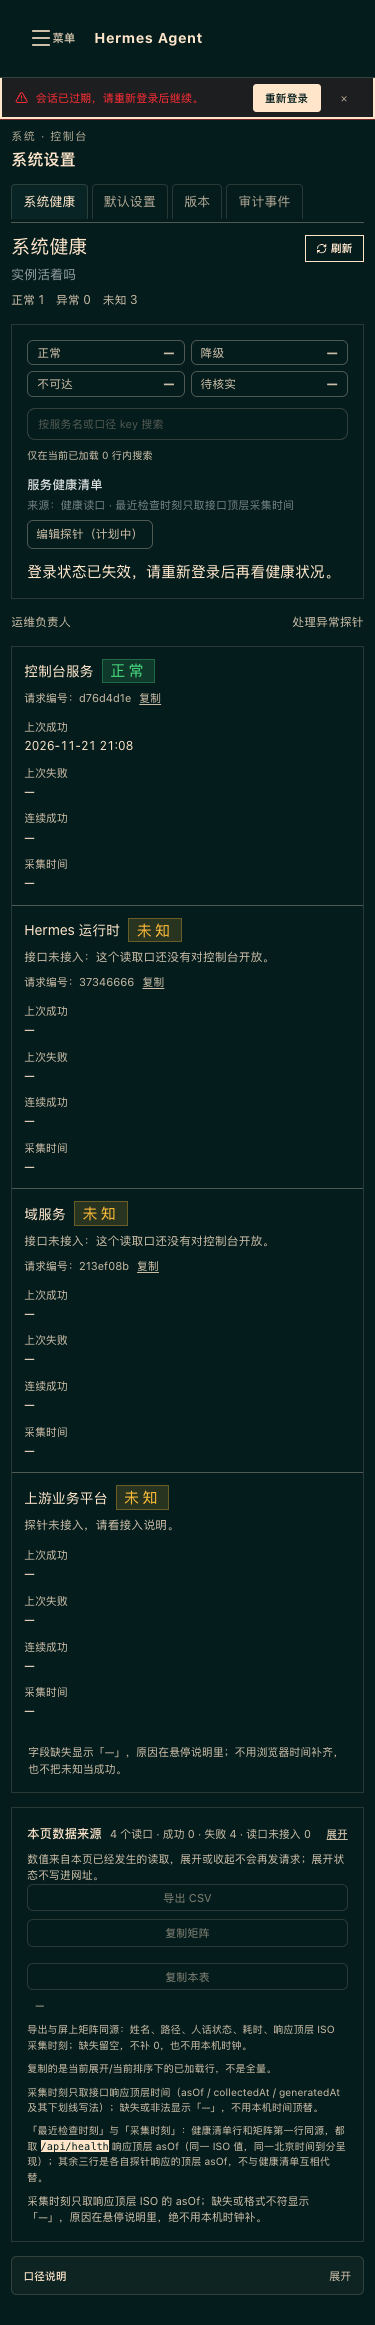 菜单 Hermes Agent
会话已过期，请重新登录后继续。 重新登录 ×
系统 · 控制台
系统设置
系统健康 默认设置 版本 审计事件
系统健康 刷新
实例活着吗
正常 1 异常 0 未知 3
正常 — 降级 —
不可达 — 待核实 —
按服务名或口径 key 搜索
仅在当前已加载 0 行内搜索
服务健康清单
来源：健康读口 · 最近检查时刻只取接口顶层采集时间
编辑探针（计划中）
登录状态已失效，请重新登录后再看健康状况。
运维负责人 处理异常探针
控制台服务 正常
请求编号：d76d4d1e 复制
上次成功
2026-11-21 21:08
上次失败
—
连续成功
—
采集时间
—
Hermes 运行时 未知
接口未接入：这个读取口还没有对控制台开放。
请求编号：37346666 复制
上次成功
—
上次失败
—
连续成功
—
采集时间
—
域服务 未知
接口未接入：这个读取口还没有对控制台开放。
请求编号：213ef08b 复制
上次成功
—
上次失败
—
连续成功
—
采集时间
—
上游业务平台 未知
探针未接入，请看接入说明。
上次成功
—
上次失败
—
连续成功
—
采集时间
—
字段缺失显示「—」，原因在悬停说明里；不用浏览器时间补齐，
也不把未知当成功。
本页数据来源 4 个读口 · 成功 0 · 失败 4 · 读口未接入 0 展开
数值来自本页已经发生的读取，展开或收起不会再发请求；展开状
态不写进网址。
导出 CSV
复制矩阵
复制本表
—
导出与屏上矩阵同源：姓名、路径、人话状态、耗时、响应顶层 ISO
采集时刻；缺失留空，不补 0，也不用本机时钟。
复制的是当前展开/当前排序下的已加载行，不是全量。
采集时刻只取接口响应顶层时间（asOf / collectedAt / generatedAt
及其下划线写法）；缺失或非法显示「—」，不用本机时间顶替。
「最近检查时刻」与「采集时刻」：健康清单行和矩阵第一行同源，都
取 /api/health 响应顶层 asOf（同一 ISO 值，同一北京时间到分呈
现）；其余三行是各自探针响应的顶层 asOf，不与健康清单互相代
替。
采集时刻只取响应顶层 ISO 的 asOf；缺失或格式不符显示
「—」，原因在悬停说明里，绝不用本机时钟补。
口径说明 展开